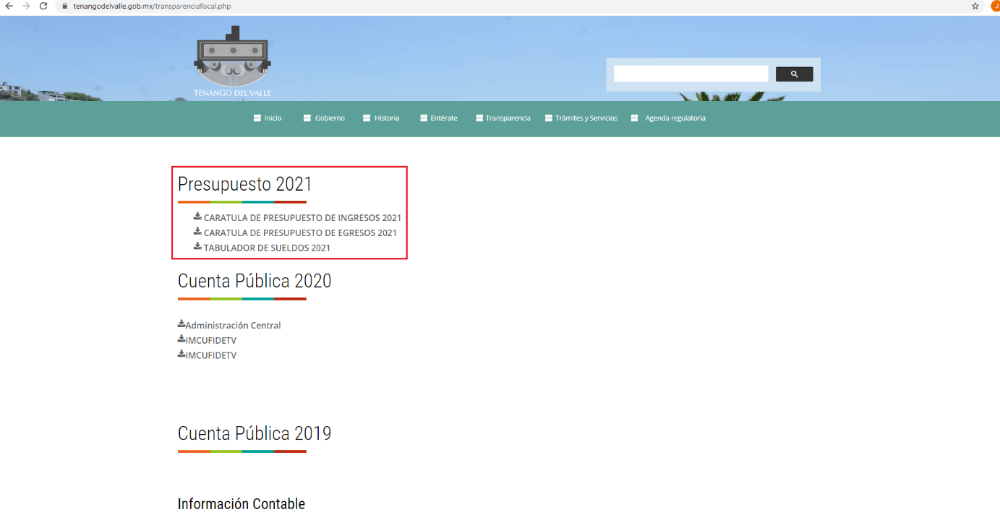 tenangodelvalle.gob.mx/transparenciafiscal.php
J
TENANGO DEL VALLE
Inicio Gobierno Historia Entérate Transparencia Trámites y Servicios Agenda regulatoria
Presupuesto 2021
CARATULA DE PRESUPUESTO DE INGRESOS 2021
CARATULA DE PRESUPUESTO DE EGRESOS 2021
TABULADOR DE SUELDOS 2021
Cuenta Pública 2020
Administración Central
IMCUFIDETV
IMCUFIDETV
Cuenta Pública 2019
Información Contable